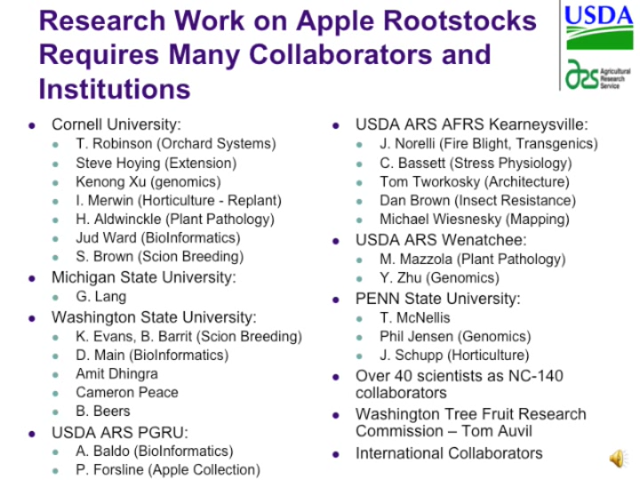 Research Work on Apple Rootstocks
Requires Many Collaborators and
Institutions
USDA
ars Agricultural
Research
Service
Cornell University:
T. Robinson (Orchard Systems)
Steve Hoying (Extension)
Kenong Xu (genomics)
I. Merwin (Horticulture - Replant)
H. Aldwinckle (Plant Pathology)
Jud Ward (BioInformatics)
S. Brown (Scion Breeding)
Michigan State University:
G. Lang
Washington State University:
K. Evans, B. Barrit (Scion Breeding)
D. Main (BioInformatics)
Amit Dhingra
Cameron Peace
B. Beers
USDA ARS PGRU:
A. Baldo (BioInformatics)
P. Forsline (Apple Collection)
USDA ARS AFRS Kearneysville:
J. Norelli (Fire Blight, Transgenics)
C. Bassett (Stress Physiology)
Tom Tworkosky (Architecture)
Dan Brown (Insect Resistance)
Michael Wiesnesky (Mapping)
USDA ARS Wenatchee:
M. Mazzola (Plant Pathology)
Y. Zhu (Genomics)
PENN State University:
T. McNellis
Phil Jensen (Genomics)
J. Schupp (Horticulture)
Over 40 scientists as NC-140
collaborators
Washington Tree Fruit Research
Commission – Tom Auvil
International Collaborators